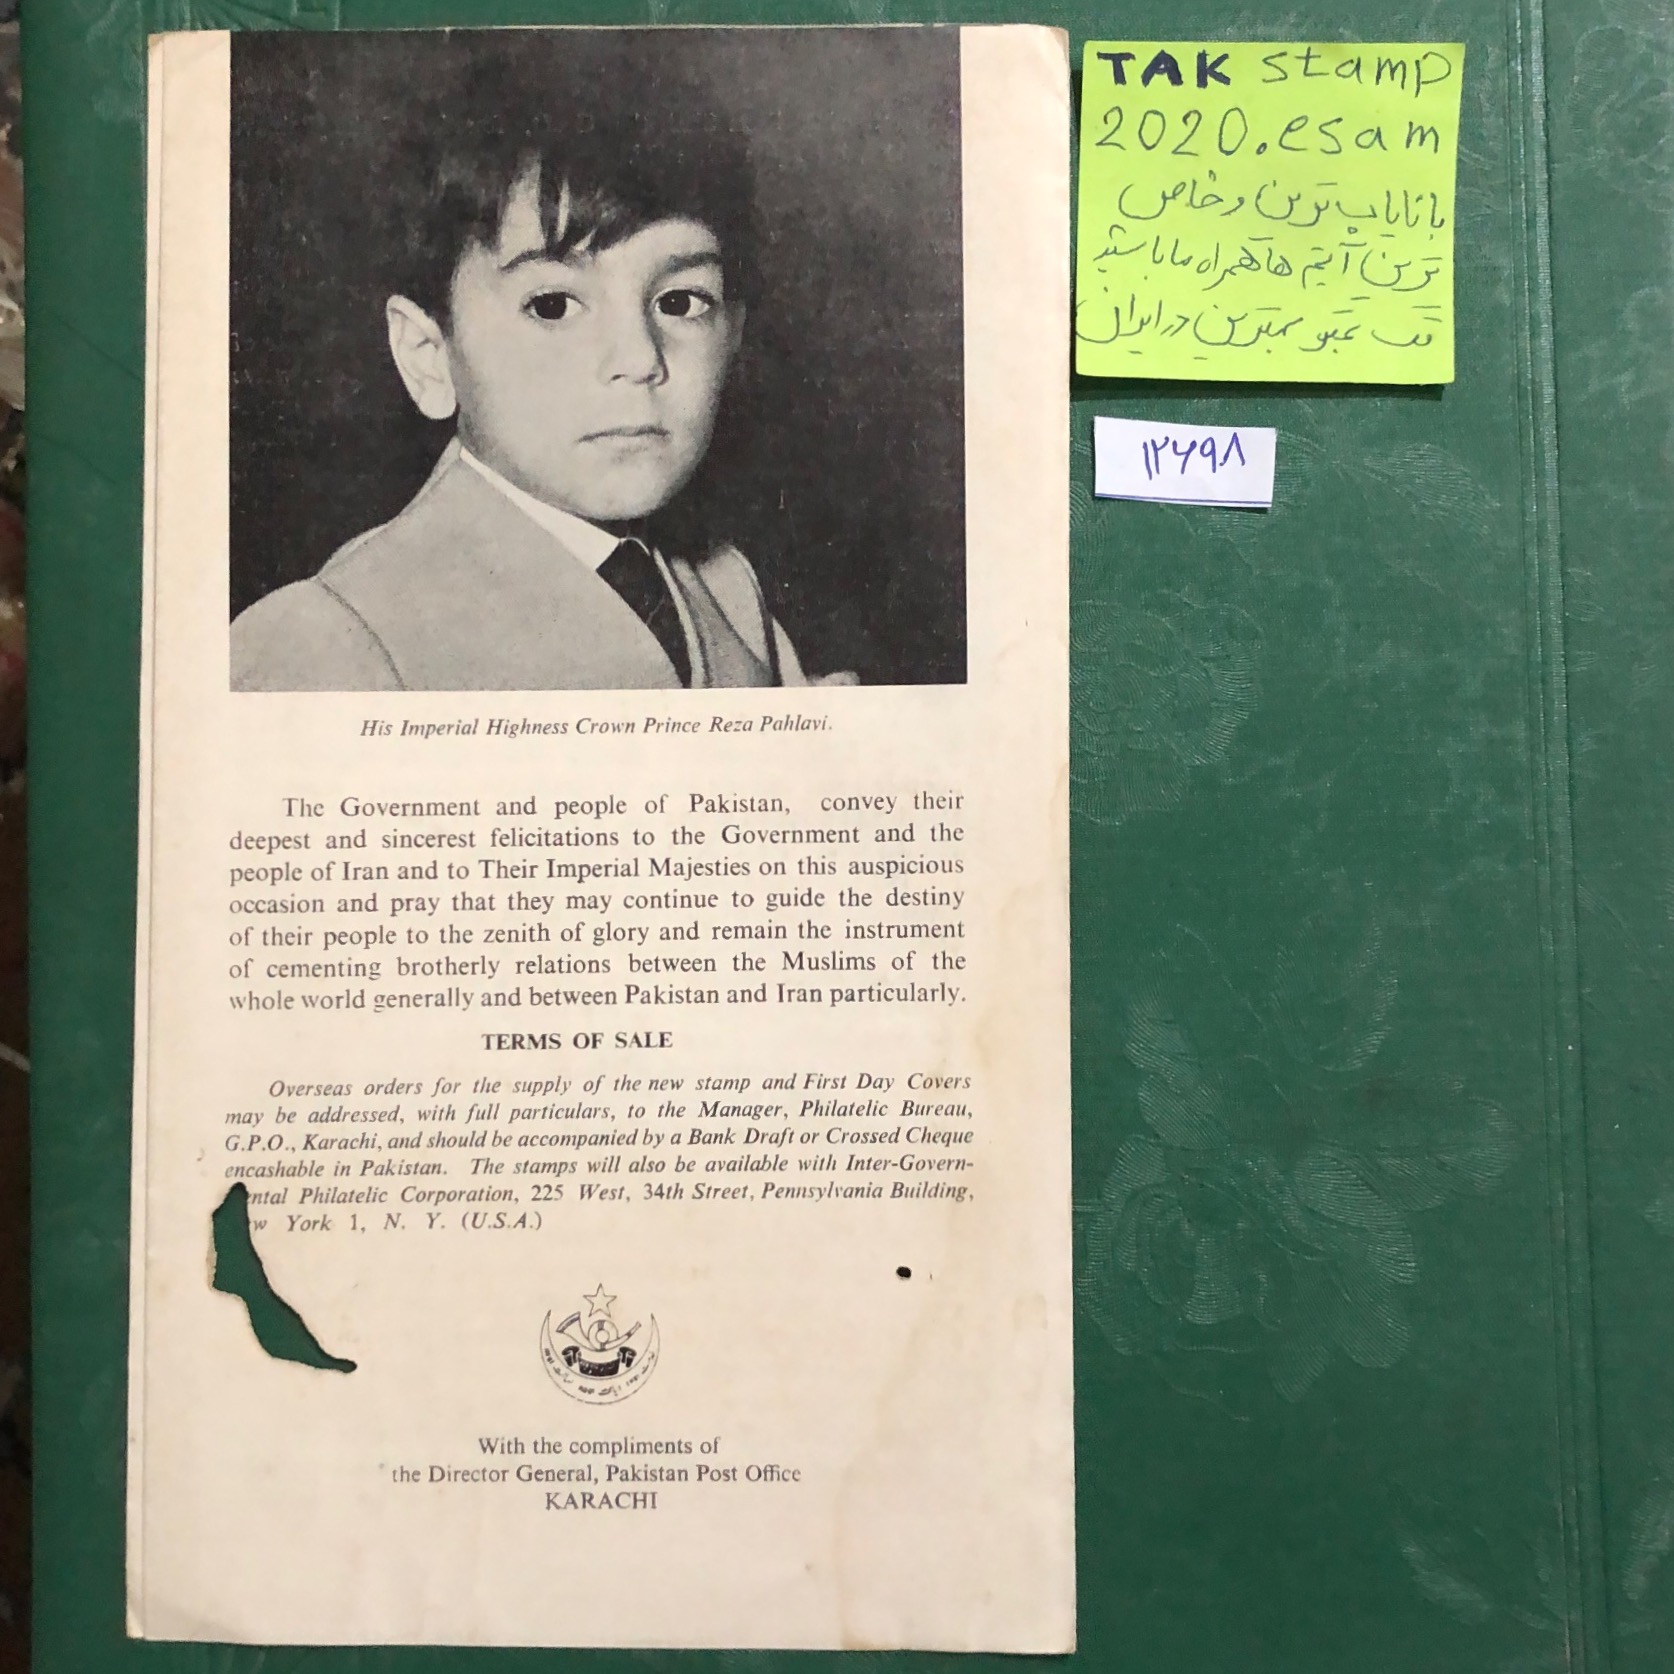 His Imperial Highness Crown Prince Reza Pahlavi.
The Government and people of Pakistan, convey their
deepest and sincerest felicitations to the Government and the
people of Iran and to Their Imperial Majesties on this auspicious
occasion and pray that they may continue to guide the destiny
of their people to the zenith of glory and remain the instrument
of cementing brotherly relations between the Muslims of the
whole world generally and between Pakistan and Iran particularly.
TERMS OF SALE
Overseas orders for the supply of the new stamp and First Day Covers
may be addressed, with full particulars, to the Manager, Philatelic Bureau,
G.P.O., Karachi, and should be accompanied by a Bank Draft or Crossed Cheque
encashable in Pakistan. The stamps will also be available with Inter-Govern-
ntal Philatelic Corporation, 225 West, 34th Street, Pennsylvania Building,
w York 1, N. Y. (U.S.A.)
With the compliments of
the Director General, Pakistan Post Office
KARACHI
TAK stamp
2020.esam
با نایاب ترین و خاص
ترین آیتم ها همراه ما باشید
تک تمبر بهترین در ایران
۱۲۶۹۸